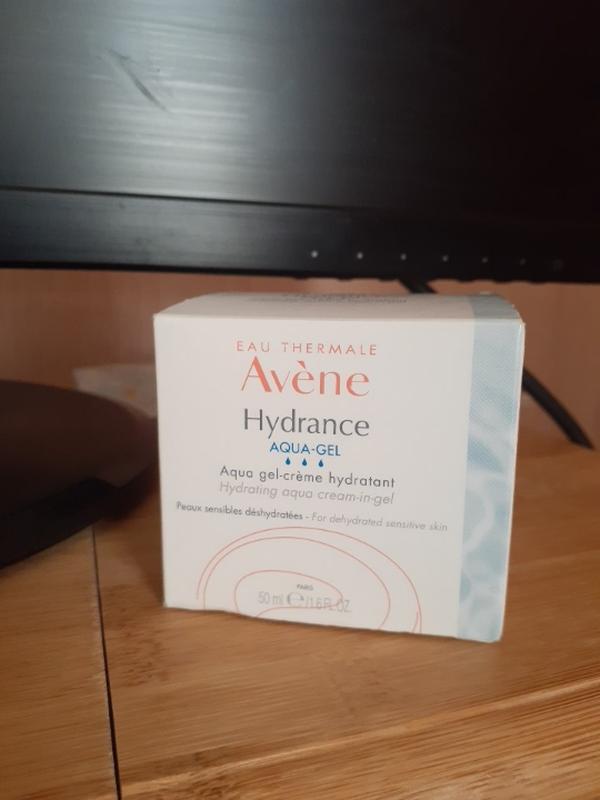 EAU THERMALE
Avène
Hydrance
AQUA-GEL
Aqua gel-crème hydratant
Hydrating aqua cream-in-gel
Peaux sensibles déshydratées - For dehydrated sensitive skin
PARIS
50 ml ℮ /1.6 FL.OZ.